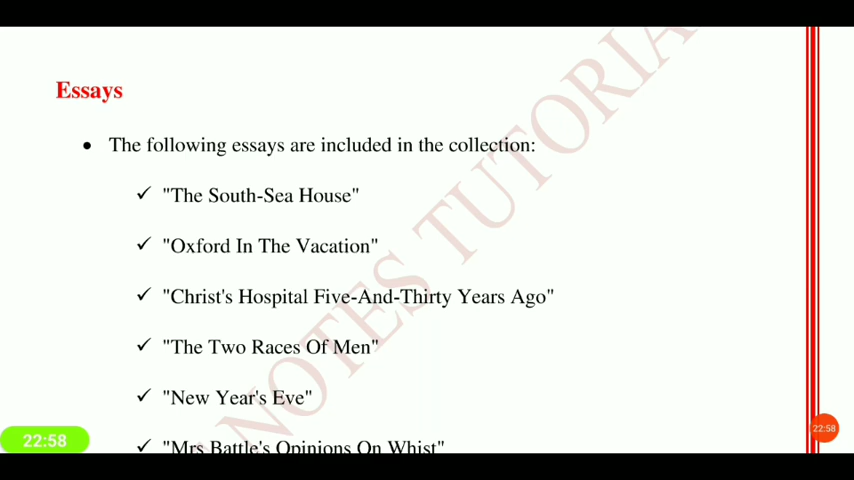 Essays
• The following essays are included in the collection:
✓ "The South-Sea House"
✓ "Oxford In The Vacation"
✓ "Christ's Hospital Five-And-Thirty Years Ago"
✓ "The Two Races Of Men"
✓ "New Year's Eve"
✓ "Mrs Battle's Opinions On Whist"
NOTES TUTORIA
22:58
22:58